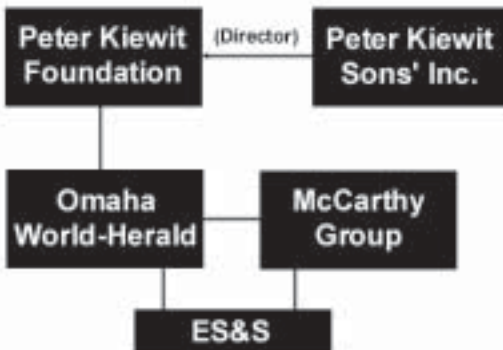 Peter Kiewit
Foundation
(Director)
Peter Kiewit
Sons' Inc.
Omaha
World-Herald
McCarthy
Group
ES&S